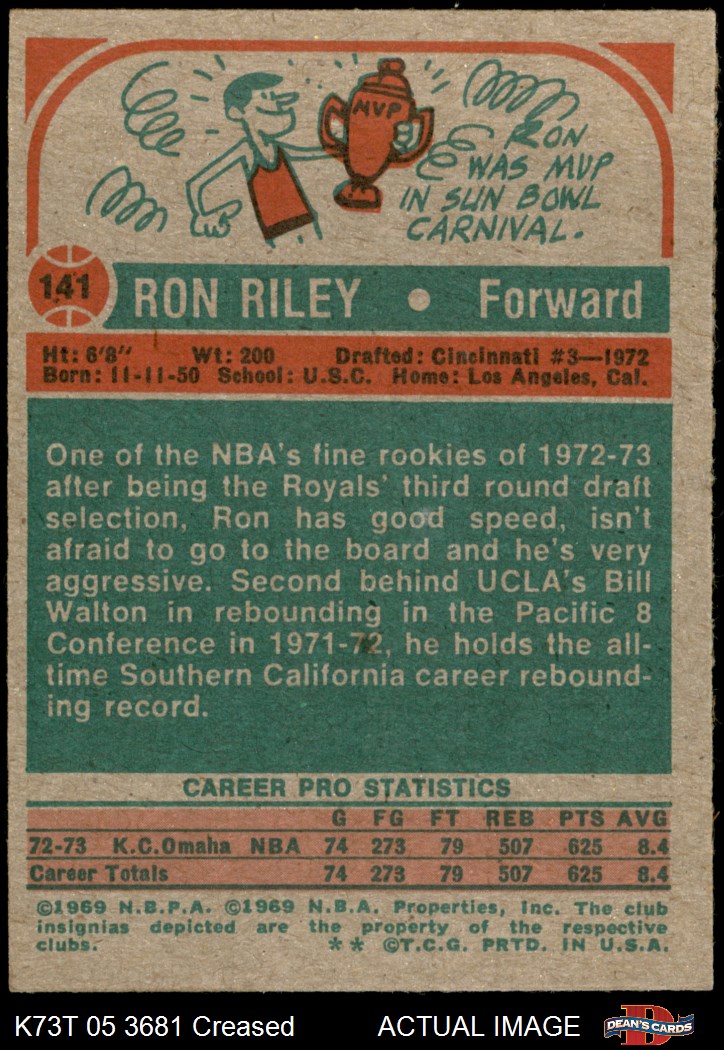 MVP
RON
WAS MVP
IN SUN BOWL
CARNIVAL.
141
RON RILEY • Forward
Ht: 6'8" Wt: 200 Drafted: Cincinnati #3—1972
Born: 11-11-50 School: U.S.C. Home: Los Angeles, Cal.
One of the NBA's fine rookies of 1972-73
after being the Royals' third round draft
selection, Ron has good speed, isn't
afraid to go to the board and he's very
aggressive. Second behind UCLA's Bill
Walton in rebounding in the Pacific 8
Conference in 1971-72, he holds the all-
time Southern California career rebound-
ing record.
CAREER PRO STATISTICS
G FG FT REB PTS AVG
72-73 K.C.Omaha NBA 74 273 79 507 625 8.4
Career Totals 74 273 79 507 625 8.4
©1969 N.B.P.A. ©1969 N.B.A. Properties, Inc. The club
insignias depicted are the property of the respective
clubs. ** ©T.C.G. PRTD. IN U.S.A.
K73T 05 3681 Creased ACTUAL IMAGE
D
DEAN'S CARDS